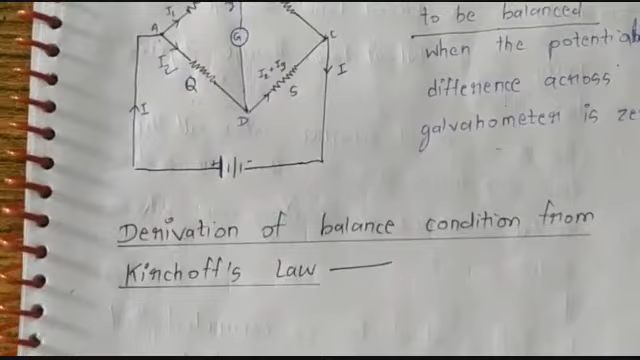 to be balanced
when the potential
difference across
galvanometer is ze
A
I1
G
C
I2
Q
I2+Ig
S
I
I
D
Derivation of balance condition from
Kirchoff's Law